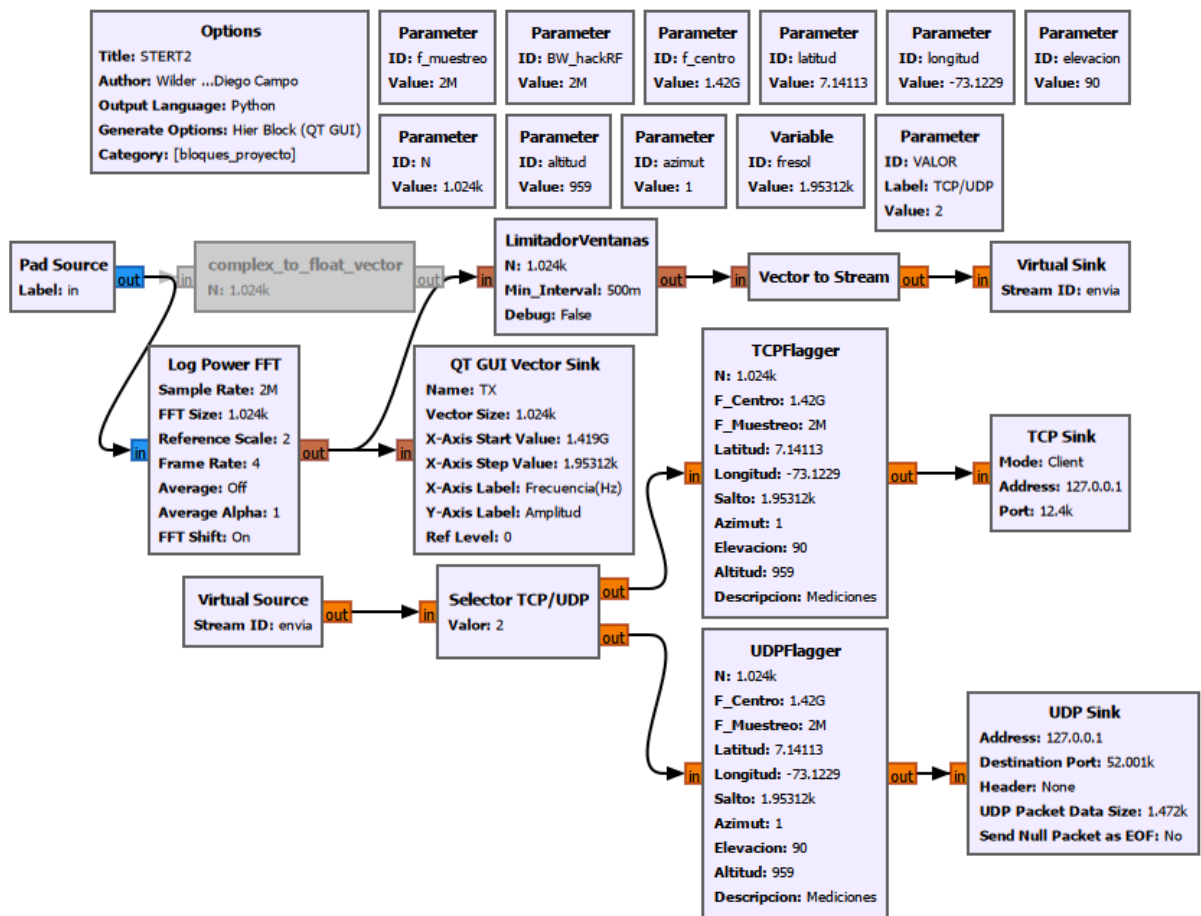 Options
Title: STERT2
Author: Wilder ...Diego Campo
Output Language: Python
Generate Options: Hier Block (QT GUI)
Category: [bloques_proyecto]
Parameter
ID: f_muestreo
Value: 2M
Parameter
ID: BW_hackRF
Value: 2M
Parameter
ID: f_centro
Value: 1.42G
Parameter
ID: latitud
Value: 7.14113
Parameter
ID: longitud
Value: -73.1229
Parameter
ID: elevacion
Value: 90
Parameter
ID: N
Value: 1.024k
Parameter
ID: altitud
Value: 959
Parameter
ID: azimut
Value: 1
Variable
ID: fresol
Value: 1.95312k
Parameter
ID: VALOR
Label: TCP/UDP
Value: 2
Pad Source
Label: in
out
in
complex_to_float_vector
N: 1.024k
out
in
LimitadorVentanas
N: 1.024k
Min_Interval: 500m
Debug: False
out
in
Vector to Stream
out
in
Virtual Sink
Stream ID: envia
in
Log Power FFT
Sample Rate: 2M
FFT Size: 1.024k
Reference Scale: 2
Frame Rate: 4
Average: Off
Average Alpha: 1
FFT Shift: On
out
in
QT GUI Vector Sink
Name: TX
Vector Size: 1.024k
X-Axis Start Value: 1.419G
X-Axis Step Value: 1.95312k
X-Axis Label: Frecuencia(Hz)
Y-Axis Label: Amplitud
Ref Level: 0
in
TCPFlagger
N: 1.024k
F_Centro: 1.42G
F_Muestreo: 2M
Latitud: 7.14113
Longitud: -73.1229
Salto: 1.95312k
Azimut: 1
Elevacion: 90
Altitud: 959
Descripcion: Mediciones
out
in
TCP Sink
Mode: Client
Address: 127.0.0.1
Port: 12.4k
Virtual Source
Stream ID: envia
out
in
Selector TCP/UDP
Valor: 2
out
out
in
UDPFlagger
N: 1.024k
F_Centro: 1.42G
F_Muestreo: 2M
Latitud: 7.14113
Longitud: -73.1229
Salto: 1.95312k
Azimut: 1
Elevacion: 90
Altitud: 959
Descripcion: Mediciones
out
in
UDP Sink
Address: 127.0.0.1
Destination Port: 52.001k
Header: None
UDP Packet Data Size: 1.472k
Send Null Packet as EOF: No